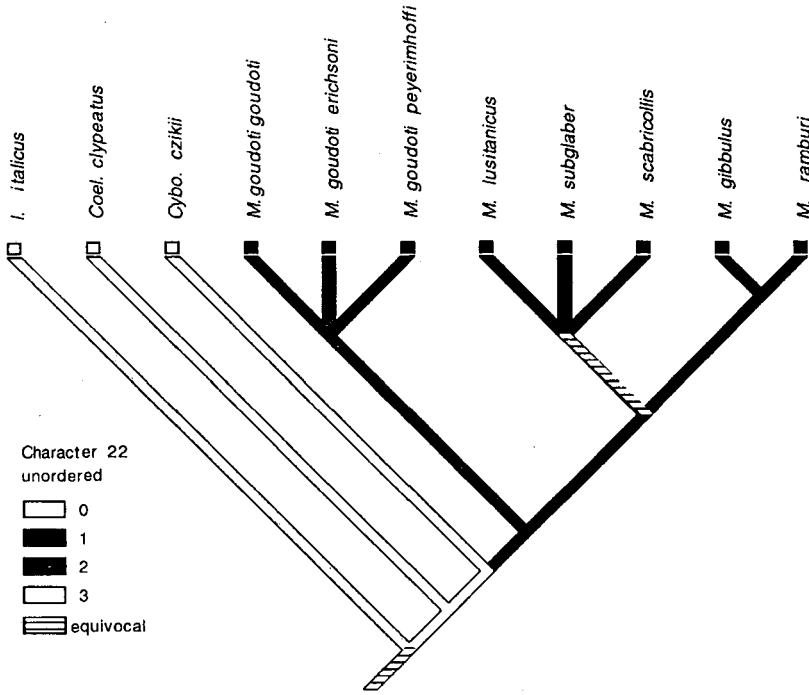 I. italicus
Coel. clypeatus
Cybo. czikii
M. goudoti goudoti
M. goudoti erichsoni
M. goudoti peyerimhoffi
M. lusitanicus
M. subglaber
M. scabricollis
M. gibbulus
M. ramburi
Character 22
unordered
0
1
2
3
equivocal